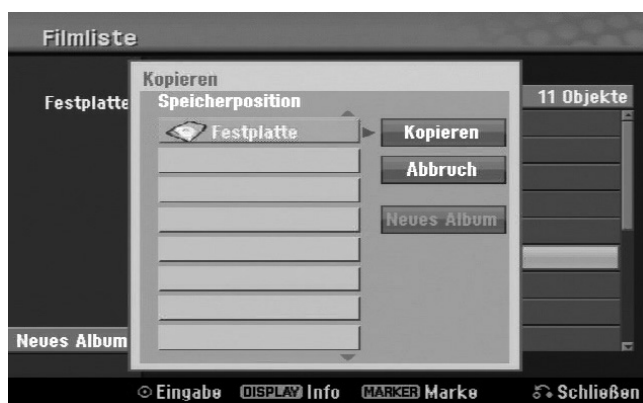 Filmliste
Kopieren
Speicherposition
Festplatte
11 Objekte
Festplatte
Kopieren
Abbruch
Neues Album
Neues Album
Eingabe DISPLAY Info MARKER Marke Schließen